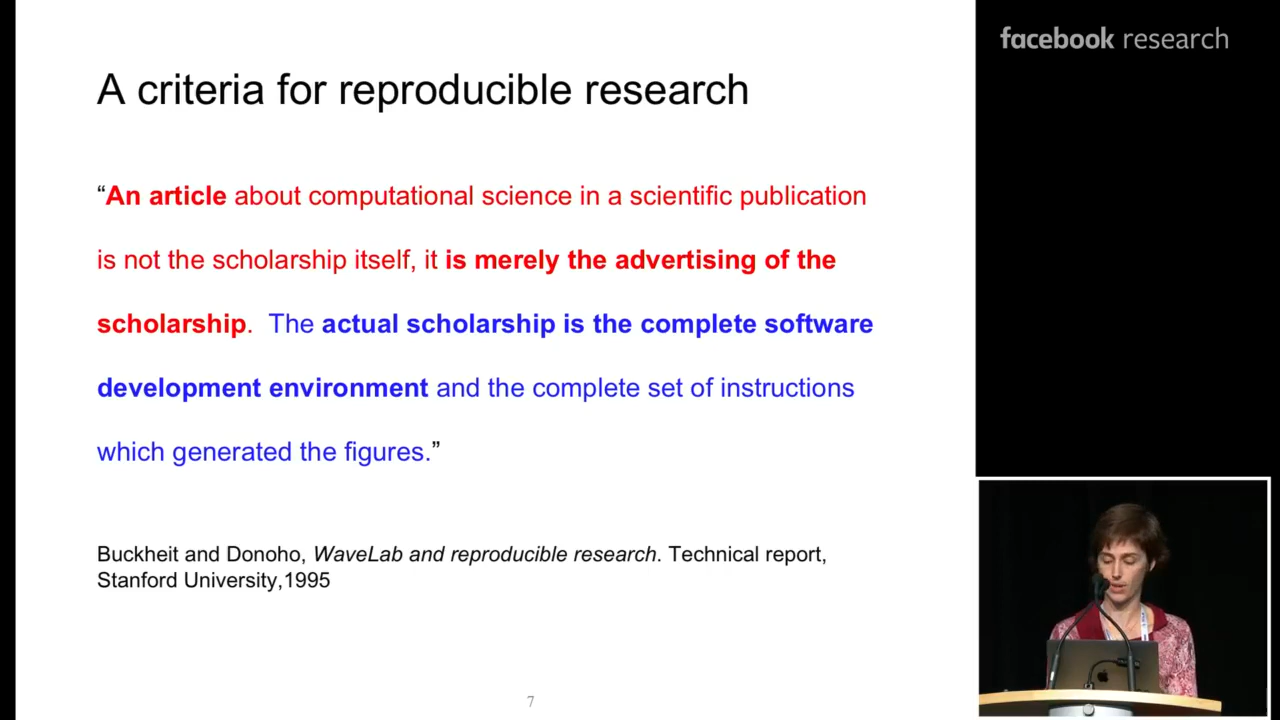 facebook research
A criteria for reproducible research
“An article about computational science in a scientific publication
is not the scholarship itself, it is merely the advertising of the
scholarship.  The actual scholarship is the complete software
development environment and the complete set of instructions
which generated the figures.”
Buckheit and Donoho, WaveLab and reproducible research. Technical report,
Stanford University,1995
7